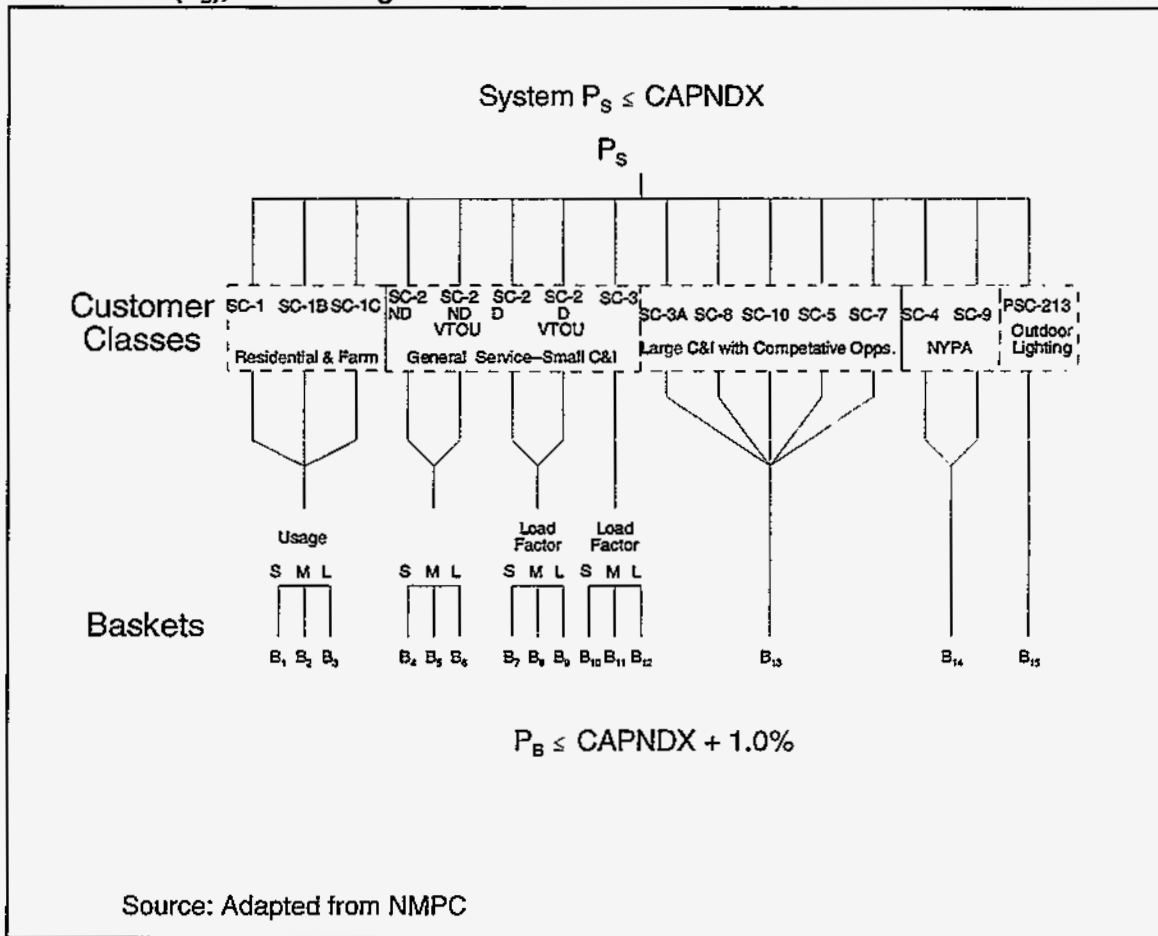 System P_S ≤ CAPNDX
P_S
Customer Classes
SC-1 SC-1B SC-1C
Residential & Farm
SC-2 ND SC-2 ND VTOU SC-2 D SC-2 D VTOU SC-3
General Service–Small C&I
SC-3A SC-8 SC-10 SC-5 SC-7
Large C&I with Competative Opps.
SC-4 SC-9
NYPA
PSC-213
Outdoor Lighting
Usage
Load Factor
Load Factor
S M L S M L S M L S M L
Baskets
B₁ B₂ B₃ B₄ B₅ B₆ B₇ B₈ B₉ B₁₀ B₁₁ B₁₂ B₁₃ B₁₄ B₁₅
P_B ≤ CAPNDX + 1.0%
Source: Adapted from NMPC